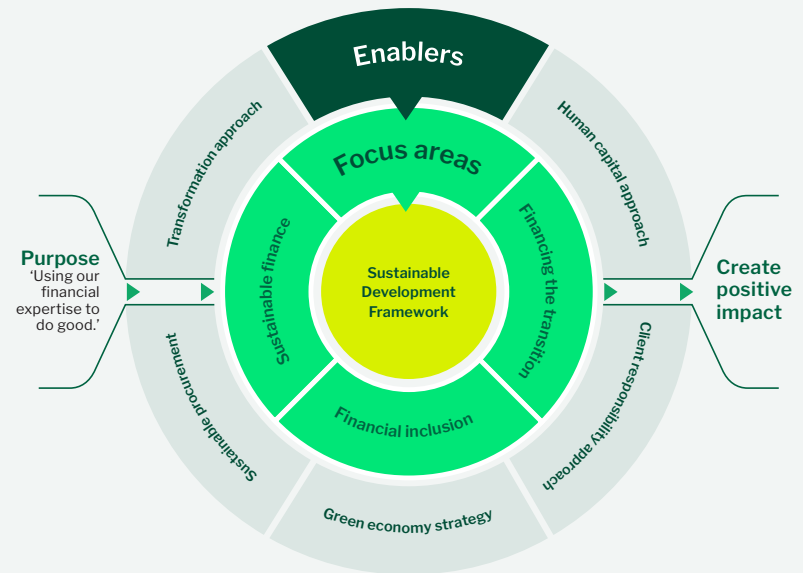 Enablers
Focus areas
Transformation approach
Human capital approach
Sustainable finance
Financing the transition
Purpose
‘Using our
financial
expertise to
do good.’
Sustainable
Development
Framework
Create
positive
impact
Sustainable procurement
Financial inclusion
Client responsibility approach
Green economy strategy